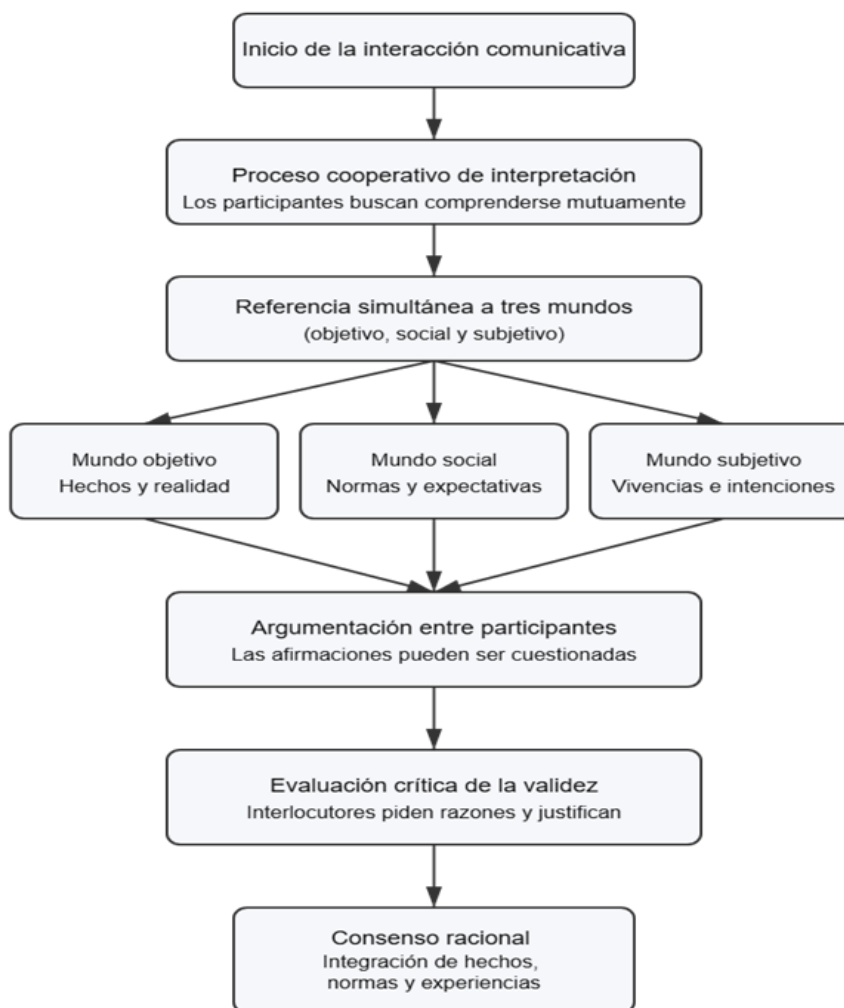 Inicio de la interacción comunicativa
Proceso cooperativo de interpretación
Los participantes buscan comprenderse mutuamente
Referencia simultánea a tres mundos
(objetivo, social y subjetivo)
Mundo objetivo
Hechos y realidad
Mundo social
Normas y expectativas
Mundo subjetivo
Vivencias e intenciones
Argumentación entre participantes
Las afirmaciones pueden ser cuestionadas
Evaluación crítica de la validez
Interlocutores piden razones y justifican
Consenso racional
Integración de hechos,
normas y experiencias